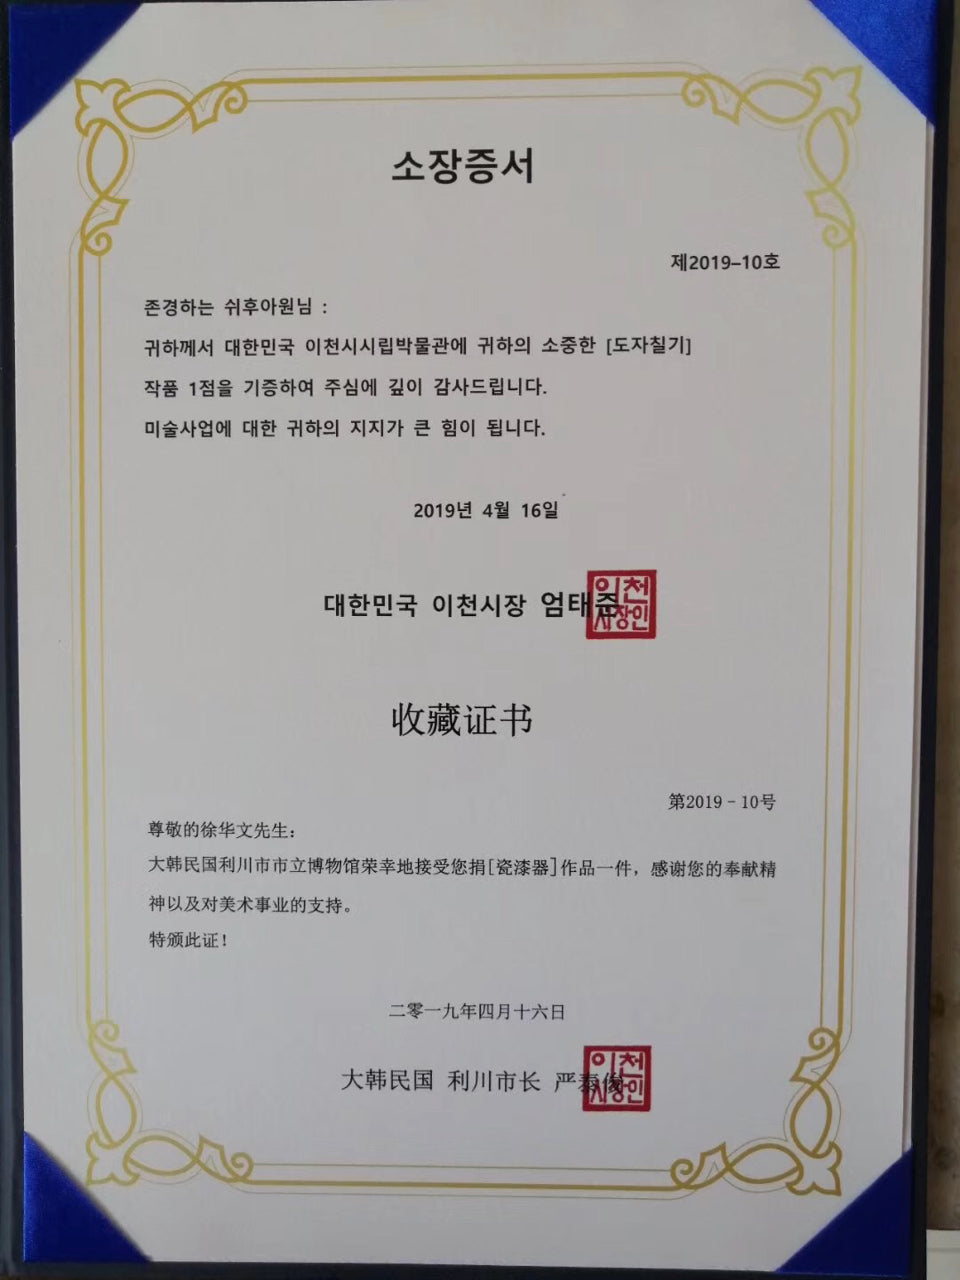 소장증서
제2019-10호
존경하는 쉬후아원님 :
귀하께서 대한민국 이천시시립박물관에 귀하의 소중한 [도자칠기]
작품 1점을 기증하여 주심에 깊이 감사드립니다.
미술사업에 대한 귀하의 지지가 큰 힘이 됩니다.
2019년 4월 16일
대한민국 이천시장 엄태준
이천
시장인
收藏证书
第2019-10号
尊敬的徐华文先生:
大韩民国利川市市立博物馆荣幸地接受您捐[瓷漆器]作品一件，感谢您的奉献精
神以及对美术事业的支持。
特颁此证!
二零一九年四月十六日
大韩民国 利川市长 严泰俊
이천
시장인